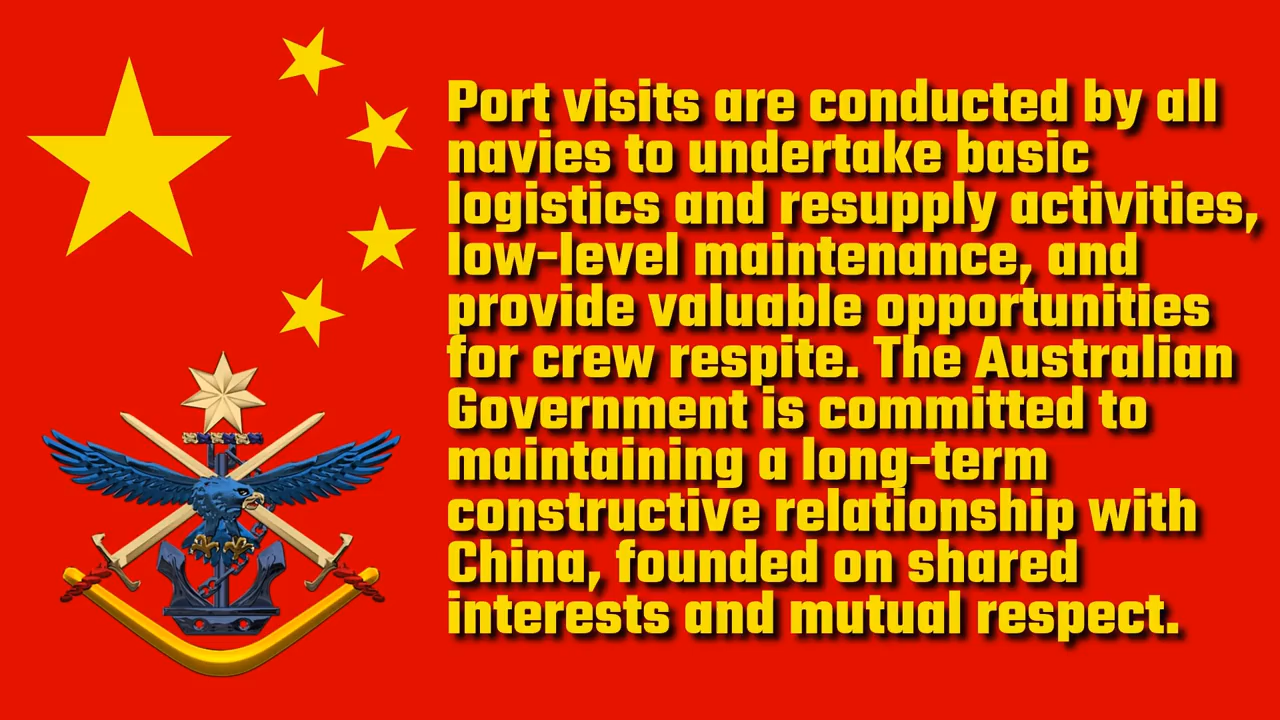 Port visits are conducted by all
navies to undertake basic
logistics and resupply activities,
low-level maintenance, and
provide valuable opportunities
for crew respite. The Australian
Government is committed to
maintaining a long-term
constructive relationship with
China, founded on shared
interests and mutual respect.